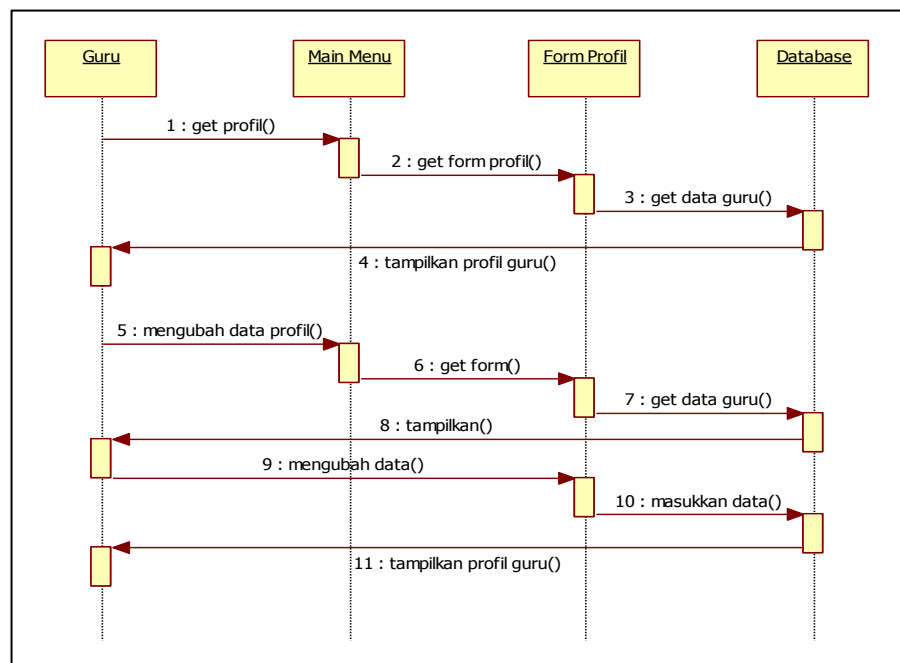 Guru
Main Menu
Form Profil
Database
1 : get profil()
2 : get form profil()
3 : get data guru()
4 : tampilkan profil guru()
5 : mengubah data profil()
6 : get form()
7 : get data guru()
8 : tampilkan()
9 : mengubah data()
10 : masukkan data()
11 : tampilkan profil guru()